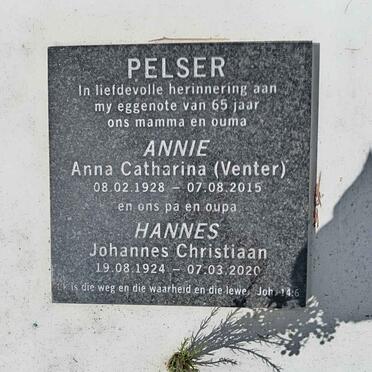 PELSER
In liefdevolle herinnering aan
my eggenote van 65 jaar
ons mamma en ouma
ANNIE
Anna Catharina (Venter)
08.02.1928 – 07.08.2015
en ons pa en oupa
HANNES
Johannes Christiaan
19.08.1924 – 07.03.2020
Ek is die weg en die waarheid en die lewe. Joh. 14:6